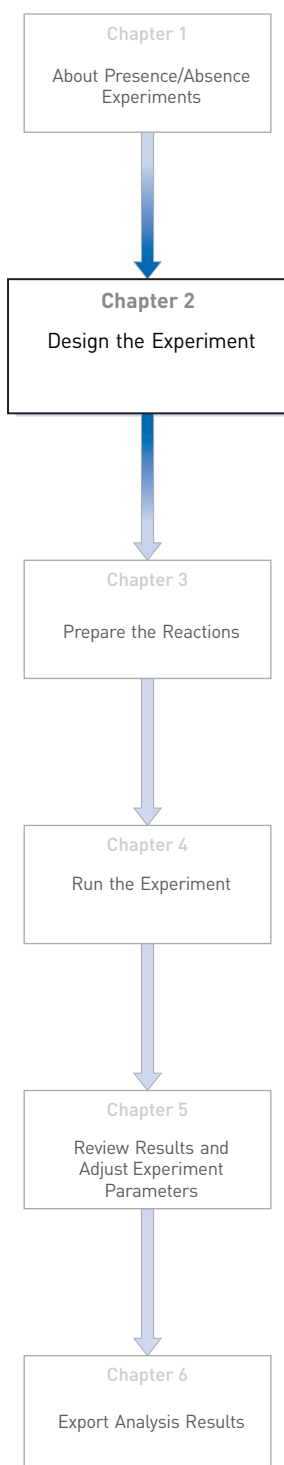 Chapter 1
About Presence/Absence
Experiments
Chapter 2
Design the Experiment
Chapter 3
Prepare the Reactions
Chapter 4
Run the Experiment
Chapter 5
Review Results and
Adjust Experiment
Parameters
Chapter 6
Export Analysis Results